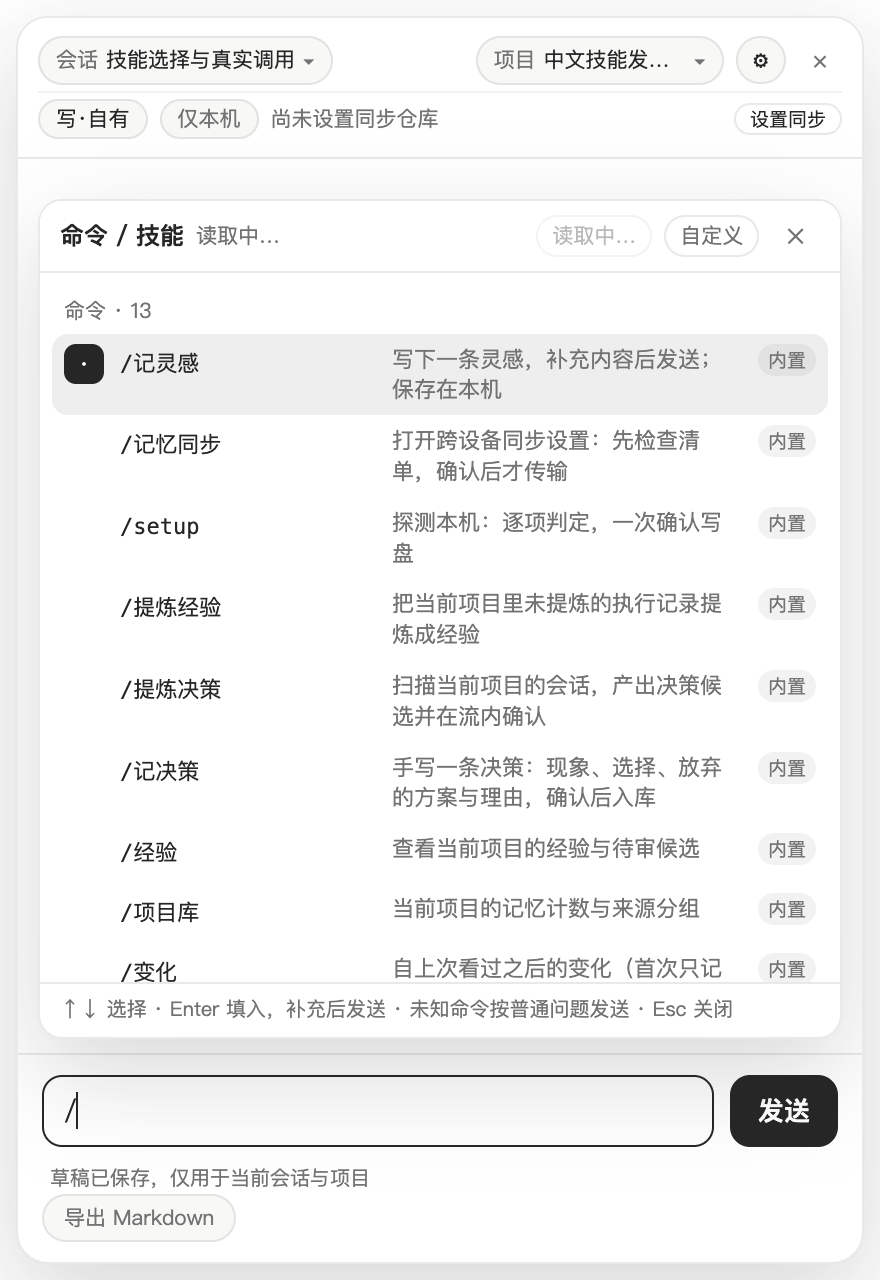 会话 技能选择与真实调用 项目 中文技能发…
写·自有 仅本机 尚未设置同步仓库 设置同步
命令 / 技能 读取中… 读取中… 自定义
命令 · 13
/记灵感 写下一条灵感，补充内容后发送； 内置
保存在本机
/记忆同步 打开跨设备同步设置：先检查清 内置
单，确认后才传输
/setup 探测本机：逐项判定，一次确认写 内置
盘
/提炼经验 把当前项目里未提炼的执行记录提 内置
炼成经验
/提炼决策 扫描当前项目的会话，产出决策候 内置
选并在流内确认
/记决策 手写一条决策：现象、选择、放弃 内置
的方案与理由，确认后入库
/经验 查看当前项目的经验与待审候选 内置
/项目库 当前项目的记忆计数与来源分组 内置
/变化 自上次看过之后的变化（首次只记 内置
↑↓ 选择 · Enter 填入，补充后发送 · 未知命令按普通问题发送 · Esc 关闭
/ 发送
草稿已保存，仅用于当前会话与项目
导出 Markdown